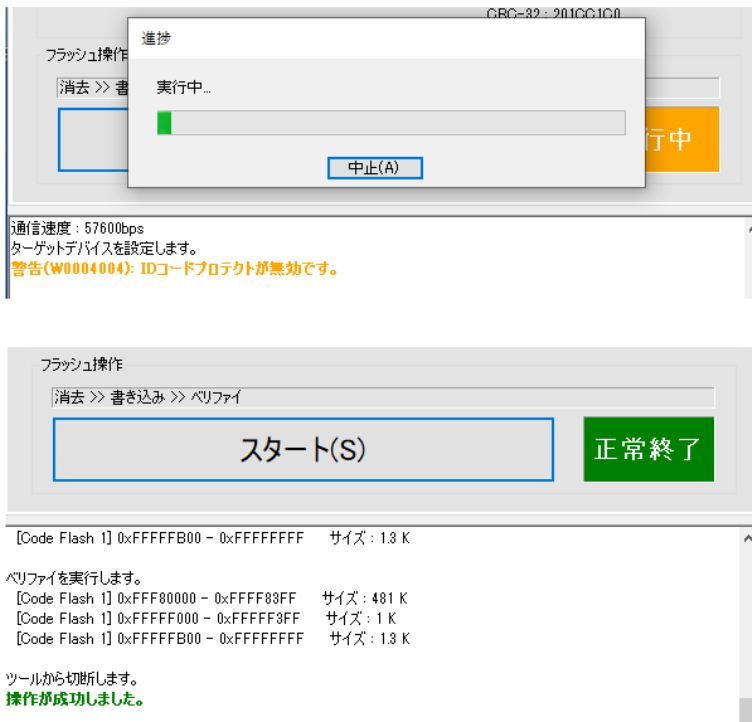 CRC-32 : 201CC1C0
進捗
フラッシュ操作
消去 >> 書
実行中...
行中
中止(A)
通信速度 : 57600bps
ターゲットデバイスを設定します。
警告(W0004004): IDコードプロテクトが無効です。
フラッシュ操作
消去 >> 書き込み >> ベリファイ
スタート(S)
正常終了
[Code Flash 1] 0xFFFFFB00 - 0xFFFFFFFF サイズ : 1.3 K
ベリファイを実行します。
[Code Flash 1] 0xFFF80000 - 0xFFFF83FF サイズ : 481 K
[Code Flash 1] 0xFFFFF000 - 0xFFFFF3FF サイズ : 1 K
[Code Flash 1] 0xFFFFFB00 - 0xFFFFFFFF サイズ : 1.3 K
ツールから切断します。
操作が成功しました。